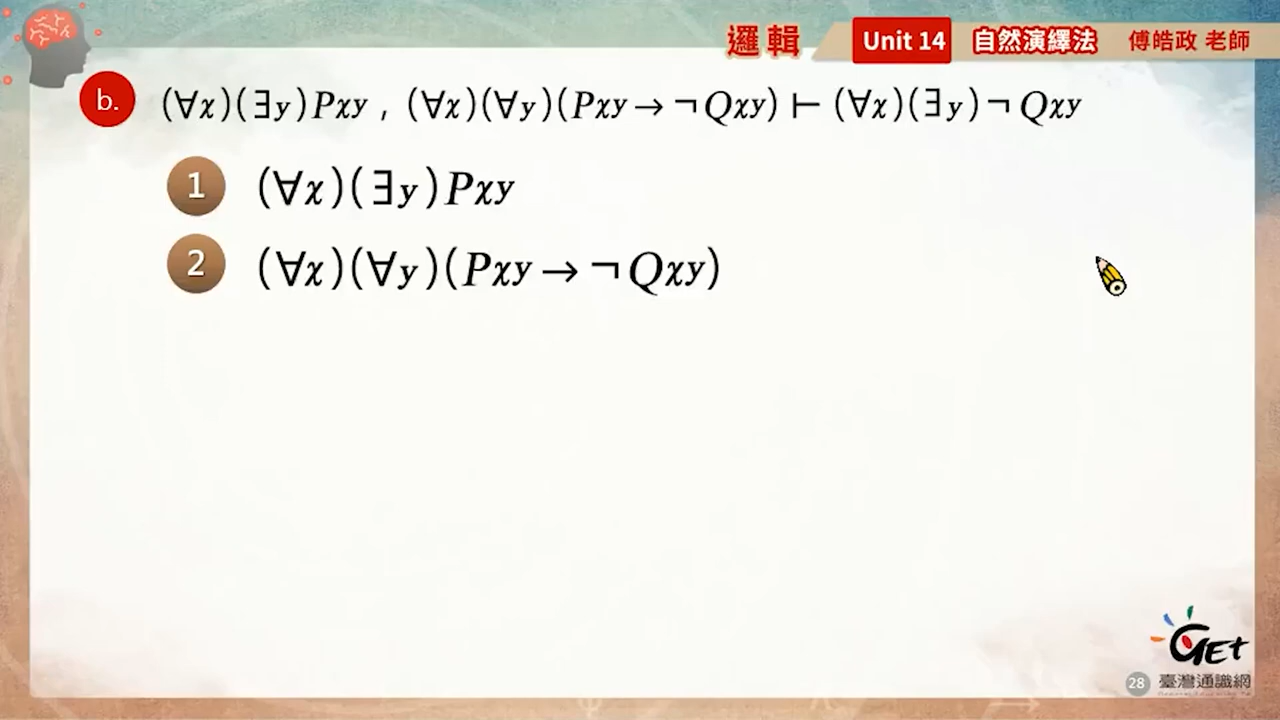 邏輯 Unit 14 自然演繹法 傅皓政 老師
b. (∀x)(∃y)Pxy , (∀x)(∀y)(Pxy → ¬Qxy) ⊢ (∀x)(∃y)¬Qxy
1 (∀x)(∃y)Pxy
2 (∀x)(∀y)(Pxy → ¬Qxy)
GEt
28 臺灣通識網